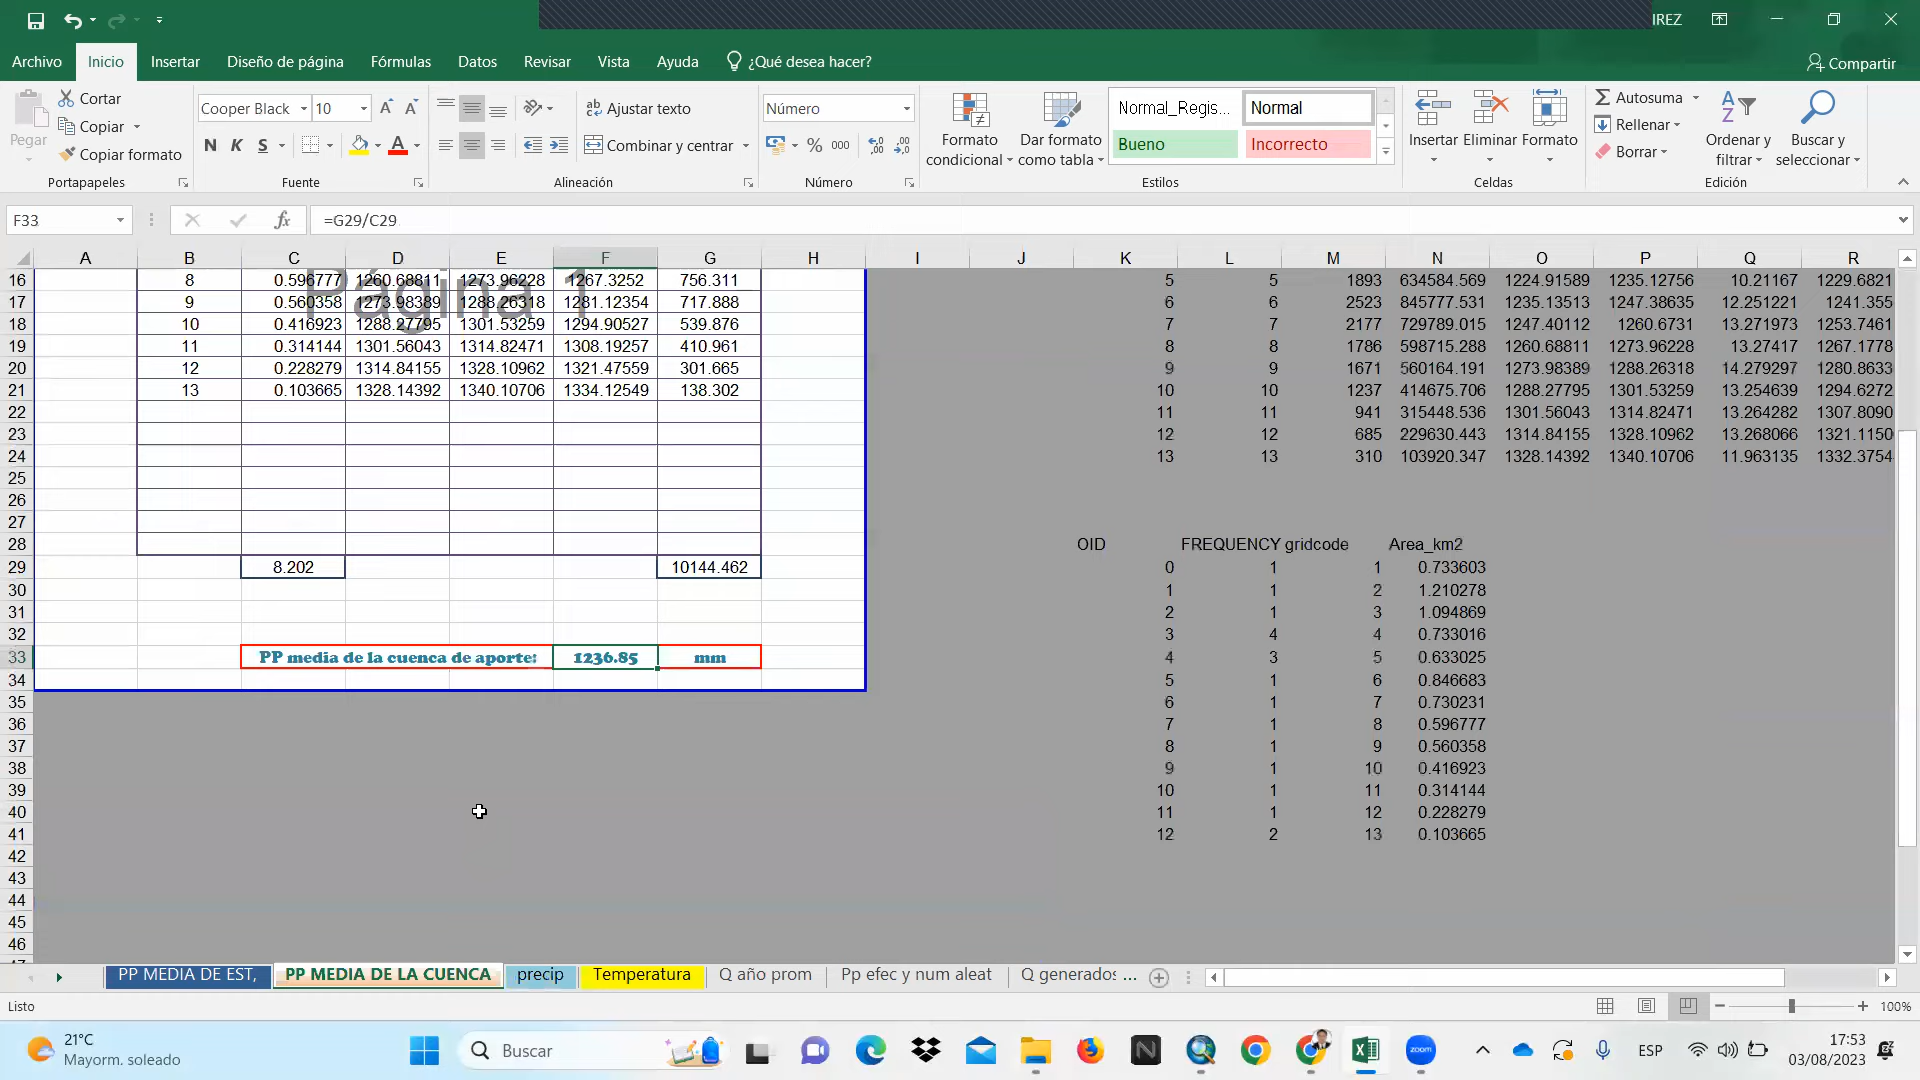 IREZ
Archivo Inicio Insertar Diseño de página Fórmulas Datos Revisar Vista Ayuda ¿Qué desea hacer? Compartir
Pegar Cortar Copiar Copiar formato Portapapeles
Cooper Black 10 N K S A Fuente
Ajustar texto Combinar y centrar Alineación
Número % 000 Número
Formato condicional Dar formato como tabla Normal_Regis... Normal Bueno Incorrecto Estilos
Insertar Eliminar Formato Celdas
Autosuma Rellenar Borrar Ordenar y filtrar Buscar y seleccionar Edición
F33 fx =G29/C29
A B C D E F G H I J K L M N O P Q R
Página 1
16 8 0.596777 1260.68811 1273.96228 1267.3252 756.311 5 5 1893 634584.569 1224.91589 1235.12756 10.21167 1229.6821
17 9 0.560358 1273.98389 1288.26318 1281.12354 717.888 6 6 2523 845777.531 1235.13513 1247.38635 12.251221 1241.355
18 10 0.416923 1288.27795 1301.53259 1294.90527 539.876 7 7 2177 729789.015 1247.40112 1260.6731 13.271973 1253.7461
19 11 0.314144 1301.56043 1314.82471 1308.19257 410.961 8 8 1786 598715.288 1260.68811 1273.96228 13.27417 1267.1778
20 12 0.228279 1314.84155 1328.10962 1321.47559 301.665 9 9 1671 560164.191 1273.98389 1288.26318 14.279297 1280.8633
21 13 0.103665 1328.14392 1340.10706 1334.12549 138.302 10 10 1237 414675.706 1288.27795 1301.53259 13.254639 1294.6272
22 11 11 941 315448.536 1301.56043 1314.82471 13.264282 1307.8090
23 12 12 685 229630.443 1314.84155 1328.10962 13.268066 1321.1150
24 13 13 310 103920.347 1328.14392 1340.10706 11.963135 1332.3754
25
26
27
28 OID FREQUENCY gridcode Area_km2
29 8.202 10144.462 0 1 1 0.733603
30 1 1 2 1.210278
31 2 1 3 1.094869
32 3 4 4 0.733016
33 PP media de la cuenca de aporte: 1236.85 mm 4 3 5 0.633025
34 5 1 6 0.846683
35 6 1 7 0.730231
36 7 1 8 0.596777
37 8 1 9 0.560358
38 9 1 10 0.416923
39 10 1 11 0.314144
40 11 1 12 0.228279
41 12 2 13 0.103665
42
43
44
45
46
PP MEDIA DE EST, PP MEDIA DE LA CUENCA precip Temperatura Q año prom Pp efec y num aleat Q generados ...
Listo 100%
21°C
Mayorm. soleado
Buscar
zoom
ESP
17:53
03/08/2023